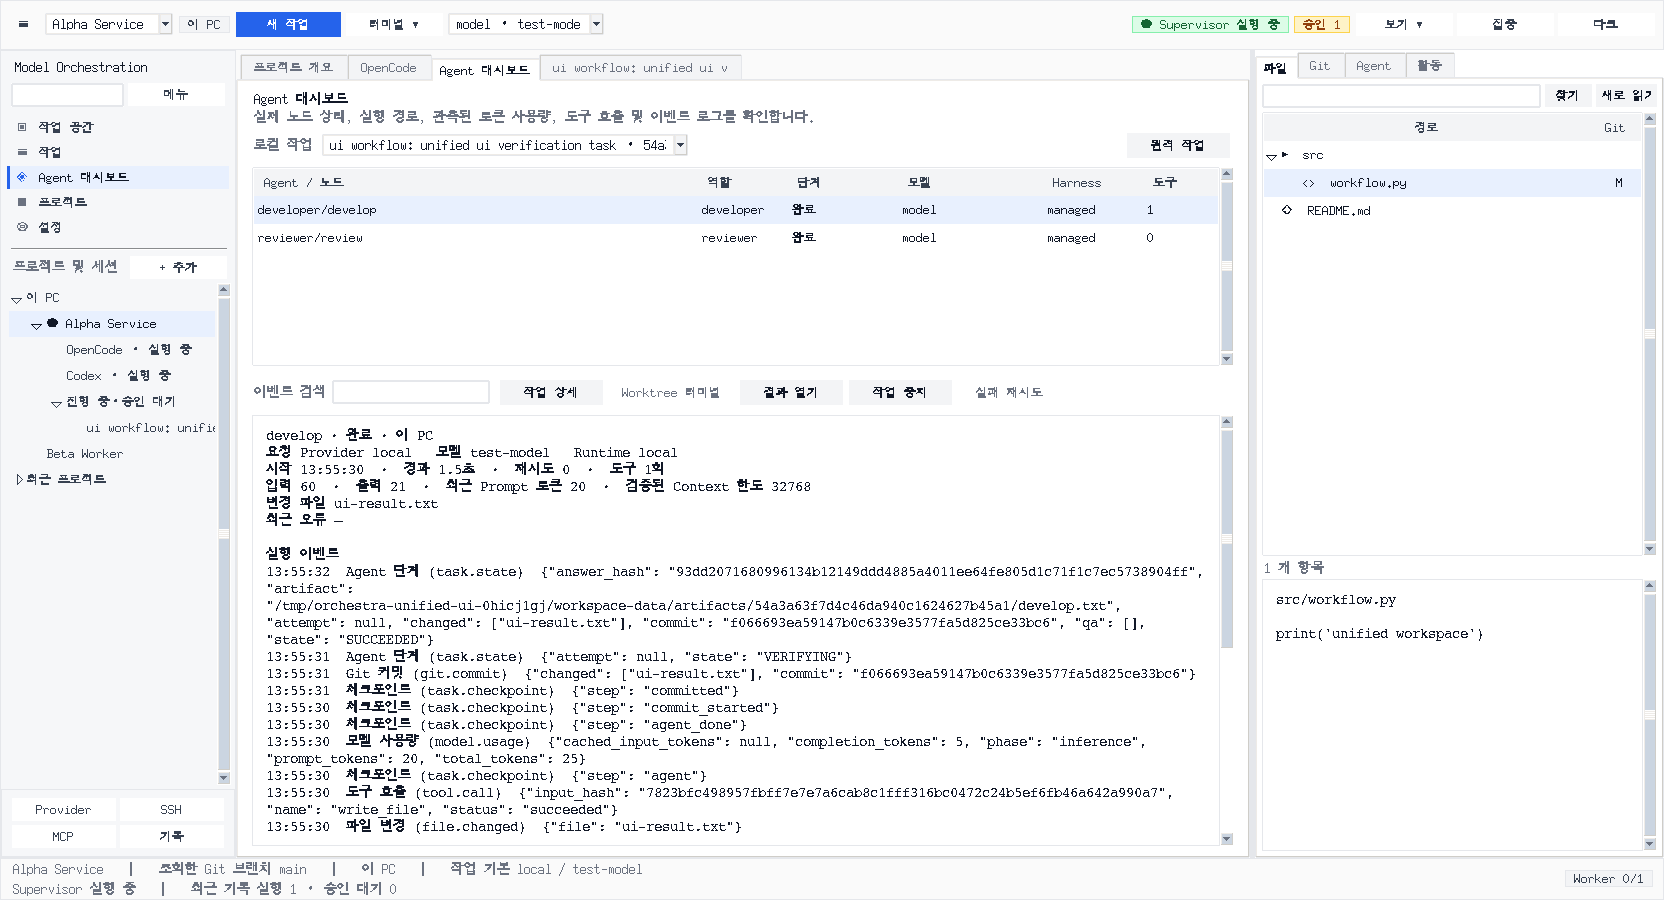 Alpha Service 이 PC 새 작업 터미널 ▾ model • test-mode Supervisor 실행 중 승인 1 보기 ▾ 집중 다크
Model Orchestration
메뉴
작업 공간
작업
Agent 대시보드
프로젝트
설정
프로젝트 및 세션 + 추가
이 PC
Alpha Service
OpenCode · 실행 중
Codex · 실행 중
진행 중·승인 대기
ui workflow: unifie
Beta Worker
최근 프로젝트
Provider SSH
MCP 기록
프로젝트 개요 OpenCode Agent 대시보드 ui workflow: unified ui v
Agent 대시보드
실제 노드 상태, 실행 경로, 관측된 토큰 사용량, 도구 호출 및 이벤트 로그를 확인합니다.
로컬 작업 ui workflow: unified ui verification task • 54a: 원격 작업
Agent / 노드 역할 단계 모델 Harness 도구
developer/develop developer 완료 model managed 1
reviewer/review reviewer 완료 model managed 0
이벤트 검색 작업 상세 Worktree 터미널 결과 열기 작업 중지 실패 재시도
develop · 완료 · 이 PC
요청 Provider local 모델 test-model Runtime local
시작 13:55:30 · 경과 1.5초 · 재시도 0 · 도구 1회
입력 60 · 출력 21 · 최근 Prompt 토큰 20 · 검증된 Context 한도 32768
변경 파일 ui-result.txt
최근 오류 —
실행 이벤트
13:55:32 Agent 단계 (task.state) {"answer_hash": "93dd2071680996134b12149ddd4885a4011ee64fe805d1c71f1c7ec5738904ff",
"artifact":
"/tmp/orchestra-unified-ui-0hicj1gj/workspace-data/artifacts/54a3a63f7d4c46da940c1624627b45a1/develop.txt",
"attempt": null, "changed": ["ui-result.txt"], "commit": "f066693ea59147b0c6339e3577fa5d825ce33bc6", "qa": [],
"state": "SUCCEEDED"}
13:55:31 Agent 단계 (task.state) {"attempt": null, "state": "VERIFYING"}
13:55:31 Git 커밋 (git.commit) {"changed": ["ui-result.txt"], "commit": "f066693ea59147b0c6339e3577fa5d825ce33bc6"}
13:55:31 체크포인트 (task.checkpoint) {"step": "committed"}
13:55:30 체크포인트 (task.checkpoint) {"step": "commit_started"}
13:55:30 체크포인트 (task.checkpoint) {"step": "agent_done"}
13:55:30 모델 사용량 (model.usage) {"cached_input_tokens": null, "completion_tokens": 5, "phase": "inference",
"prompt_tokens": 20, "total_tokens": 25}
13:55:30 체크포인트 (task.checkpoint) {"step": "agent"}
13:55:30 도구 호출 (tool.call) {"input_hash": "7823bfc498957fbff7e7e7a6cab8c1fff316bc0472c24b5ef6fb46a642a990a7",
"name": "write_file", "status": "succeeded"}
13:55:30 파일 변경 (file.changed) {"file": "ui-result.txt"}
파일 Git Agent 활동
찾기 새로 읽기
경로 Git
src
workflow.py M
README.md
1 개 항목
src/workflow.py
print('unified workspace')
Alpha Service | 조회한 Git 브랜치 main | 이 PC | 작업 기본 local / test-model
Supervisor 실행 중 | 최근 기록 실행 1 · 승인 대기 0
Worker 0/1